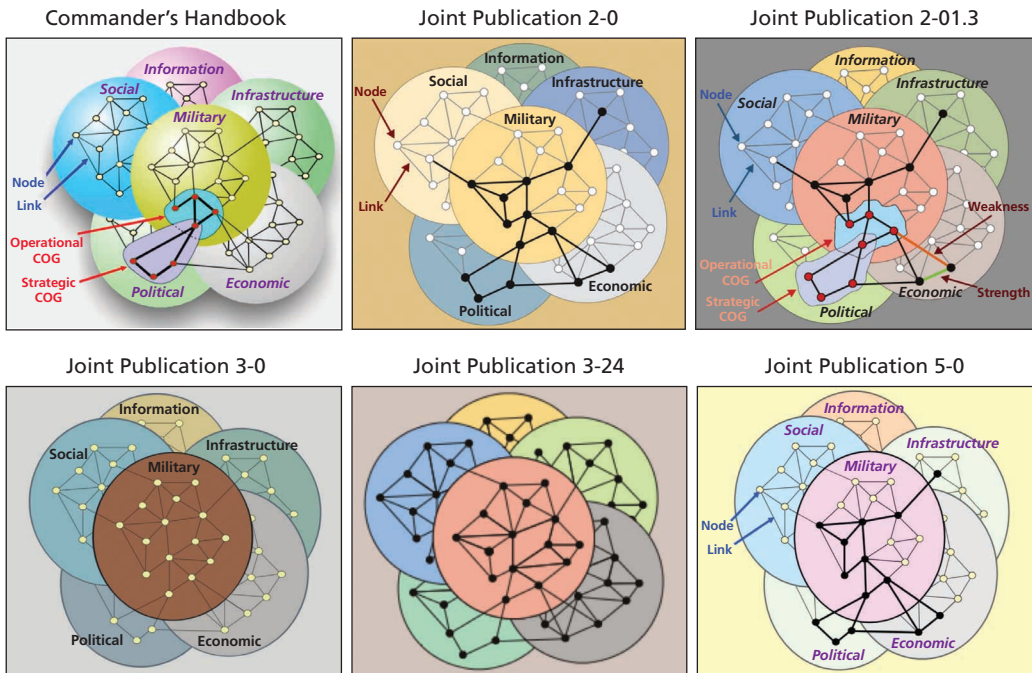 Commander's Handbook
Information
Social
Infrastructure
Military
Node
Link
Operational
COG
Strategic
COG
Political
Economic
Joint Publication 2-0
Information
Social
Infrastructure
Node
Military
Link
Economic
Political
Joint Publication 2-01.3
Information
Infrastructure
Node
Social
Military
Link
Weakness
Operational
COG
Strategic
COG
Economic
Strength
Political
Joint Publication 3-0
Information
Infrastructure
Social
Military
Political
Economic
Joint Publication 3-24
Joint Publication 5-0
Information
Social
Infrastructure
Military
Node
Link
Economic
Political